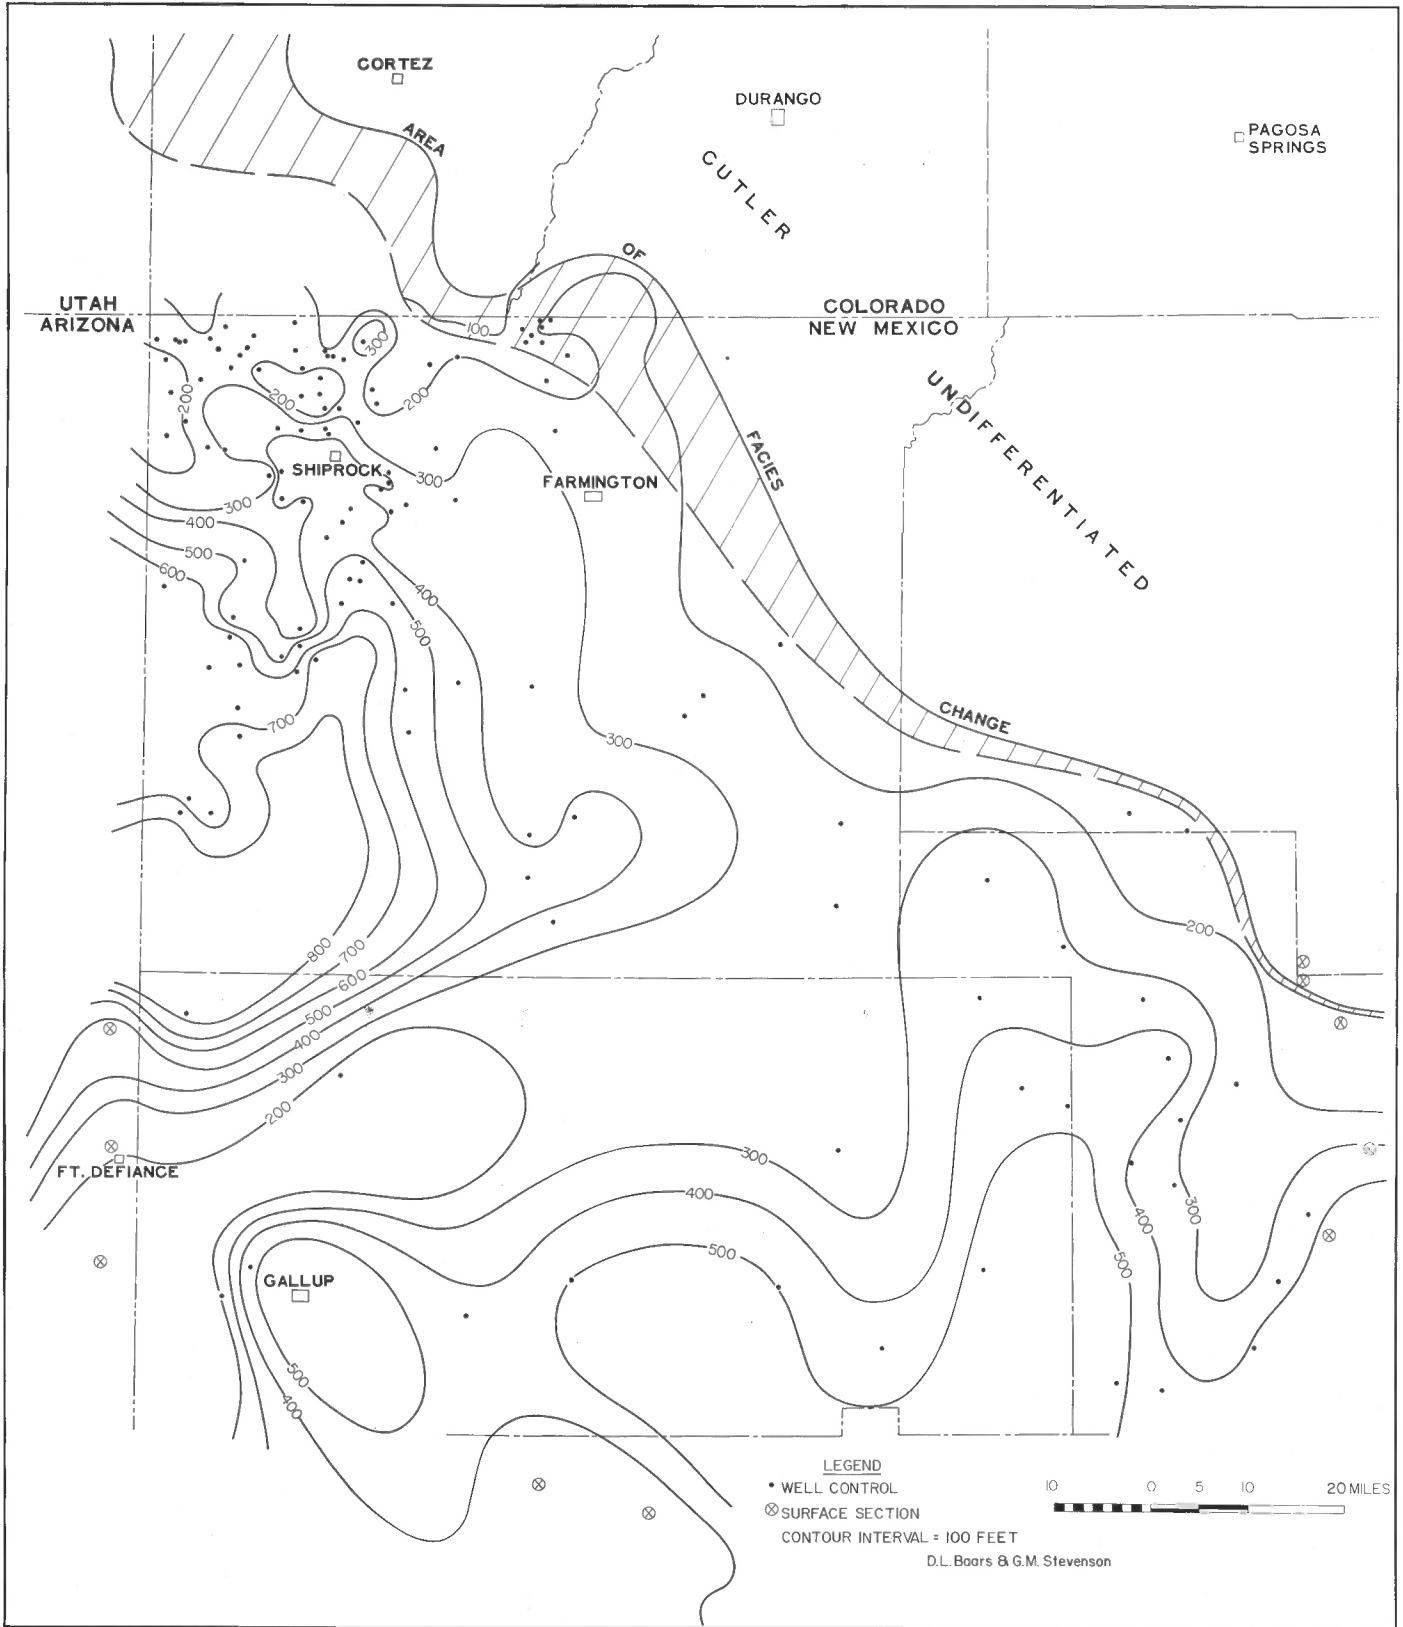 CORTEZ
DURANGO
PAGOSA
SPRINGS
AREA
CUTLER
OF
UTAH
ARIZONA
COLORADO
NEW MEXICO
100
300
200
200
200
UNDIFFERENTIATED
FACIES
SHIPROCK
300
FARMINGTON
300
400
500
600
400
500
700
300
CHANGE
200
800
700
600
500
400
300
200
FT. DEFIANCE
300
400
500
300
400
500
GALLUP
500
400
LEGEND
WELL CONTROL
SURFACE SECTION
CONTOUR INTERVAL = 100 FEET
D.L. Baars & G.M. Stevenson
10 0 5 10 20 MILES